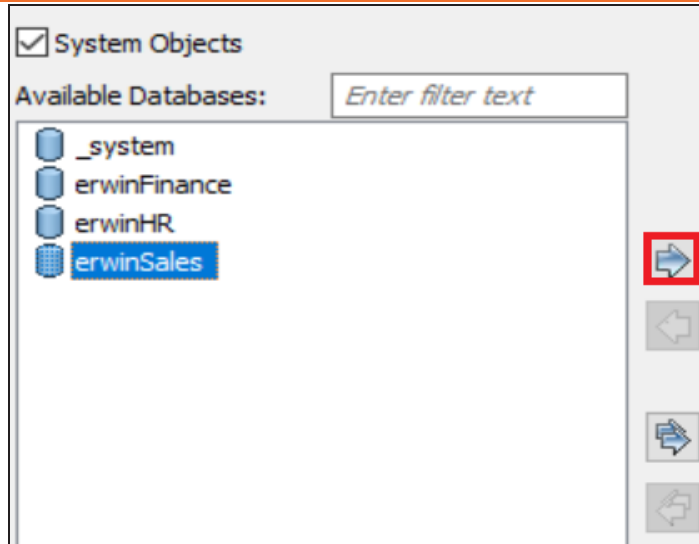 System Objects
Available Databases: Enter filter text
_system
erwinFinance
erwinHR
erwinSales